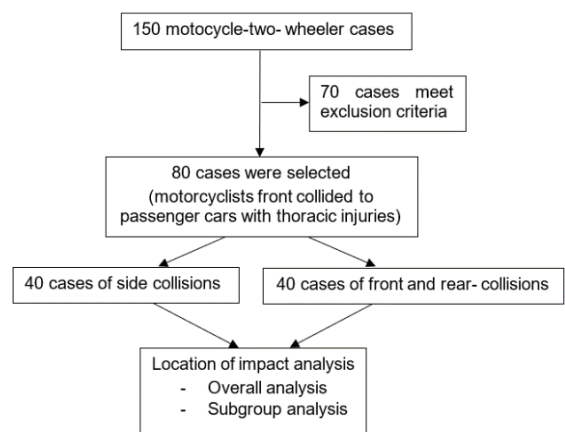 150 motocycle-two- wheeler cases
70 cases meet
exclusion criteria
80 cases were selected
(motorcyclists front collided to
passenger cars with thoracic injuries)
40 cases of side collisions
40 cases of front and rear- collisions
Location of impact analysis
- Overall analysis
- Subgroup analysis